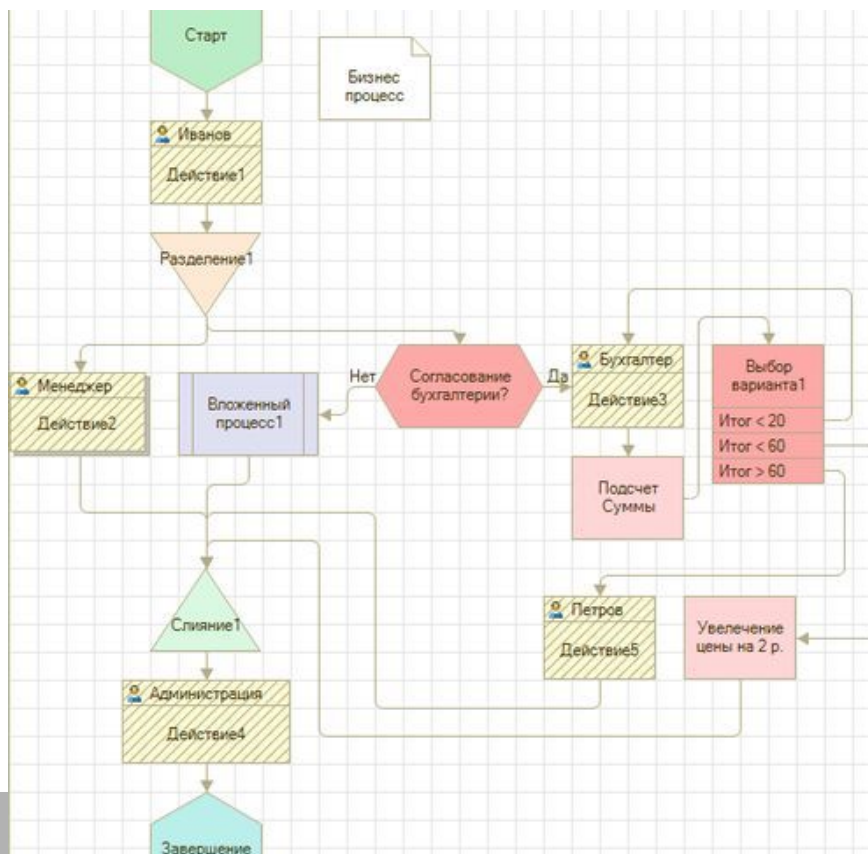 Старт
Бизнес
процесс
Иванов
Действие1
Разделение1
Менеджер
Действие2
Вложенный
процесс1
Нет
Согласование
бухгалтерии?
Да
Бухгалтер
Действие3
Выбор
варианта1
Итог < 20
Итог < 60
Итог > 60
Подсчет
Суммы
Слияние1
Петров
Действие5
Увелечение
цены на 2 р.
Администрация
Действие4
Завершение